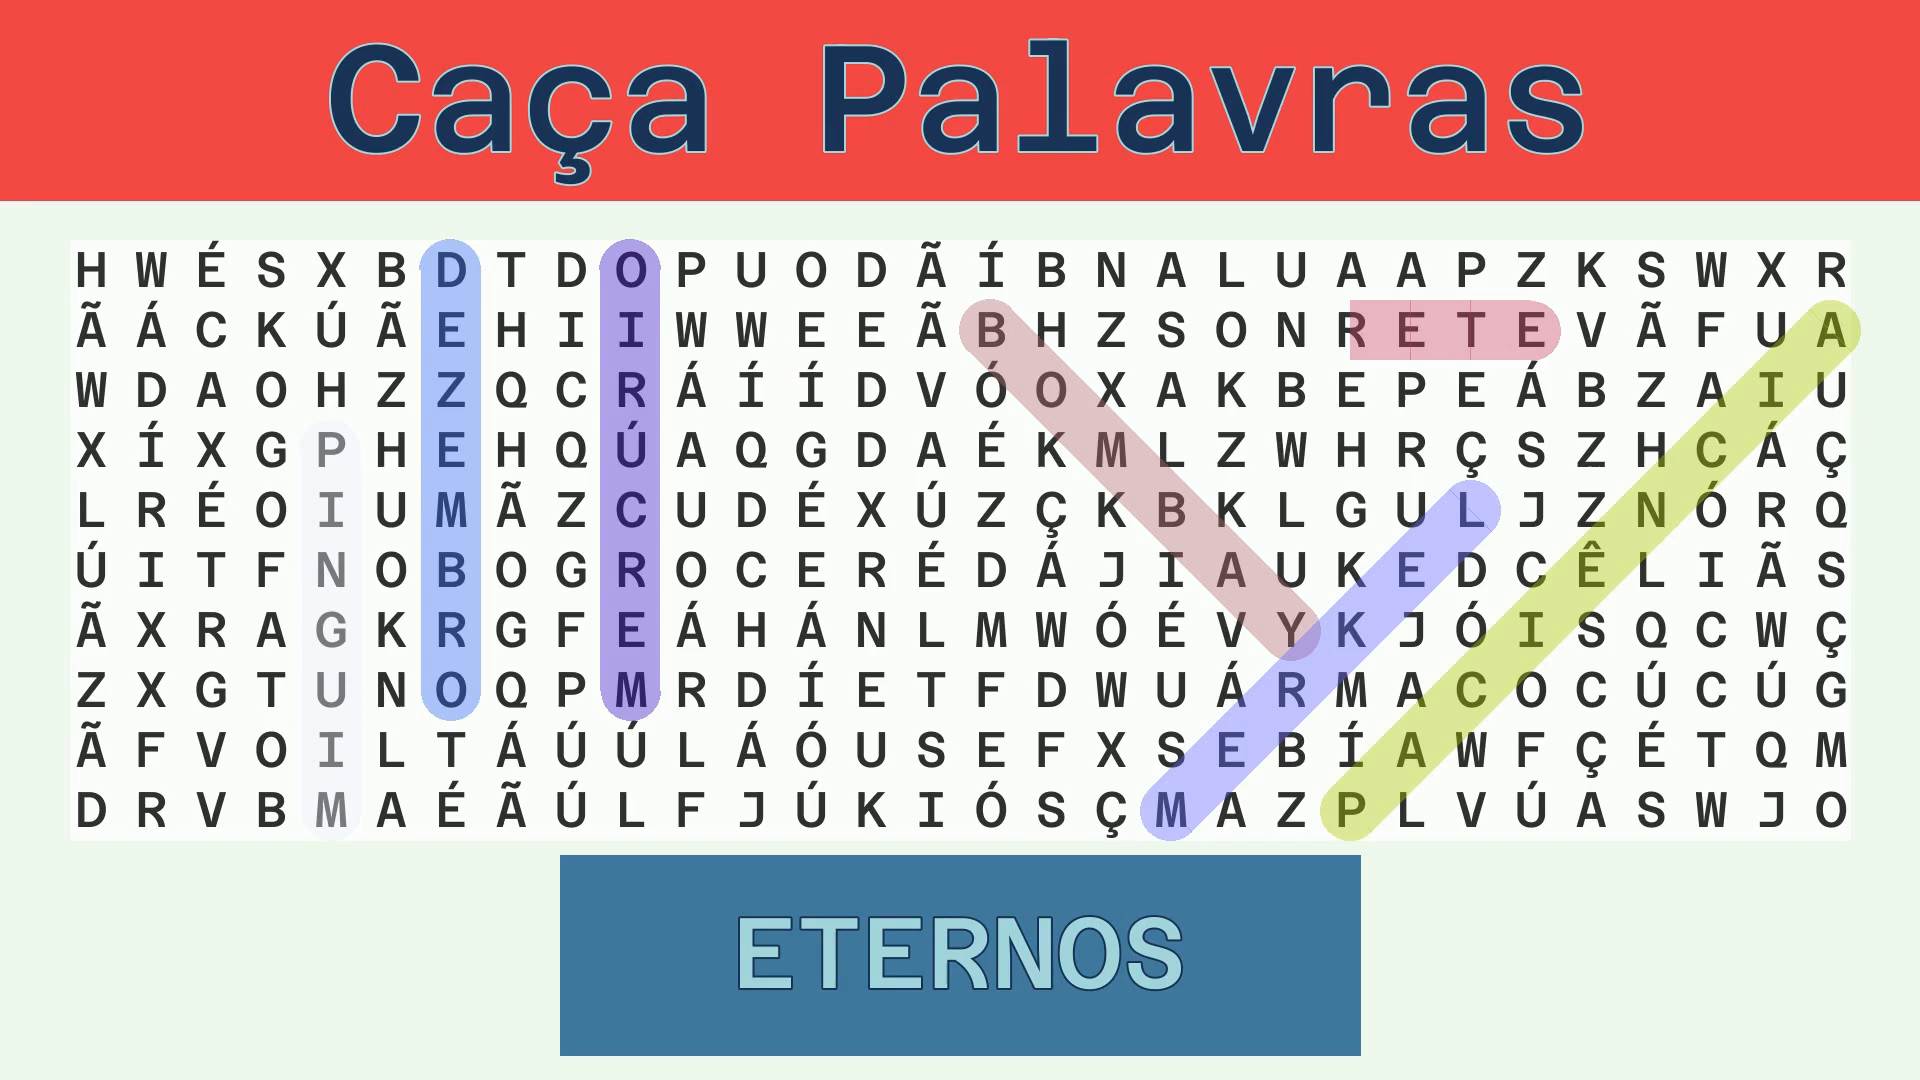 Caça Palavras
H W É S X B D T D O P U O D Ã Í B N A L U A A P Z K S W X R
Ã Á C K Ú Ã E H I I W W E E Ã B H Z S O N R E T E V Ã F U A
W D A O H Z Z Q C R Á Í Í D V Ó O X A K B E P E Á B Z A I U
X Í X G P H E H Q Ú A Q G D A É K M L Z W H R Ç S Z H C Á Ç
L R É O I U M Ã Z C U D É X Ú Z Ç K B K L G U L J Z N Ó R Q
Ú I T F N O B O G R O C E R É D Á J I A U K E D C Ê L I Ã S
Ã X R A G K R G F E Á H Á N L M W Ó É V Y K J Ó I S Q C W Ç
Z X G T U N O Q P M R D Í E T F D W U Á R M A C O C Ú C Ú G
Ã F V O I L T Á Ú Ú L Á Ó U S E F X S E B Í A W F Ç É T Q M
D R V B M A É Ã Ú L F J Ú K I Ó S Ç M A Z P L V Ú A S W J O
ETERNOS